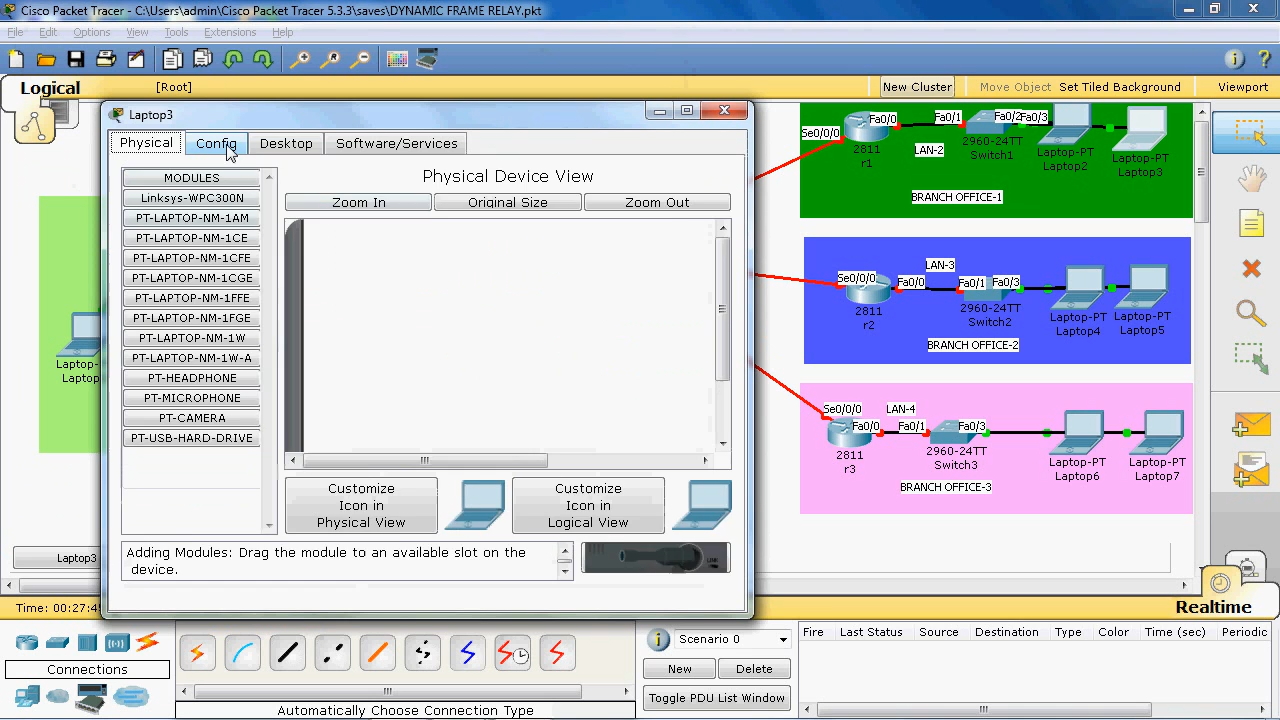 Cisco Packet Tracer - C:\Users\admin\Cisco Packet Tracer 5.3.3\saves\DYNAMIC FRAME RELAY.pkt
File Edit Options View Tools Extensions Help
Logical [Root] New Cluster Move Object Set Tiled Background Viewport
Laptop3
Physical Config Desktop Software/Services
MODULES
Linksys-WPC300N
PT-LAPTOP-NM-1AM
PT-LAPTOP-NM-1CE
PT-LAPTOP-NM-1CFE
PT-LAPTOP-NM-1CGE
PT-LAPTOP-NM-1FFE
PT-LAPTOP-NM-1FGE
PT-LAPTOP-NM-1W
PT-LAPTOP-NM-1W-A
PT-HEADPHONE
PT-MICROPHONE
PT-CAMERA
PT-USB-HARD-DRIVE
Physical Device View
Zoom In Original Size Zoom Out
Customize
Icon in
Physical View
Customize
Icon in
Logical View
Adding Modules: Drag the module to an available slot on the
device.
Laptop-
Laptop
Laptop3
Se0/0/0 Fa0/0 Fa0/1 Fa0/2 Fa0/3
2811
r1
LAN-2
2960-24TT
Switch1
Laptop-PT
Laptop2
Laptop-PT
Laptop3
BRANCH OFFICE-1
LAN-3
Se0/0/0 Fa0/0 Fa0/1 Fa0/3
2811
r2
2960-24TT
Switch2
Laptop-PT
Laptop4
Laptop-PT
Laptop5
BRANCH OFFICE-2
Se0/0/0 LAN-4
Fa0/0 Fa0/1 Fa0/3
2811
r3
2960-24TT
Switch3
Laptop-PT
Laptop6
Laptop-PT
Laptop7
BRANCH OFFICE-3
Realtime
Connections
Automatically Choose Connection Type
Scenario 0
New Delete
Toggle PDU List Window
Fire Last Status Source Destination Type Color Time (sec) Periodic